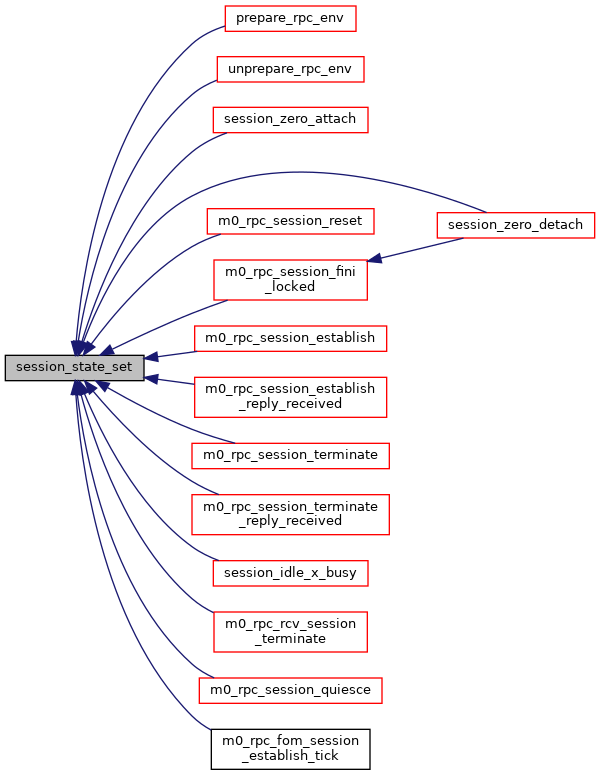 prepare_rpc_env
unprepare_rpc_env
session_zero_attach
m0_rpc_session_reset
session_zero_detach
m0_rpc_session_fini
_locked
m0_rpc_session_establish
session_state_set
m0_rpc_session_establish
_reply_received
m0_rpc_session_terminate
m0_rpc_session_terminate
_reply_received
session_idle_x_busy
m0_rpc_rcv_session
_terminate
m0_rpc_session_quiesce
m0_rpc_fom_session
_establish_tick